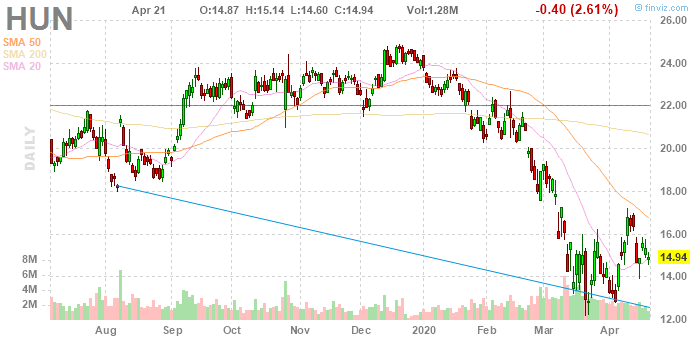 HUN
Apr 21 O:14.87 H:15.14 L:14.60 C:14.94 Vol:1.28M -0.40 (2.61%)
© finviz.com
SMA 50
SMA 200
SMA 20
DAILY
26.00
24.00
22.00
20.00
18.00
16.00
14.94
14.00
12.00
8M
6M
4M
2M
Aug Sep Oct Nov Dec 2020 Feb Mar Apr